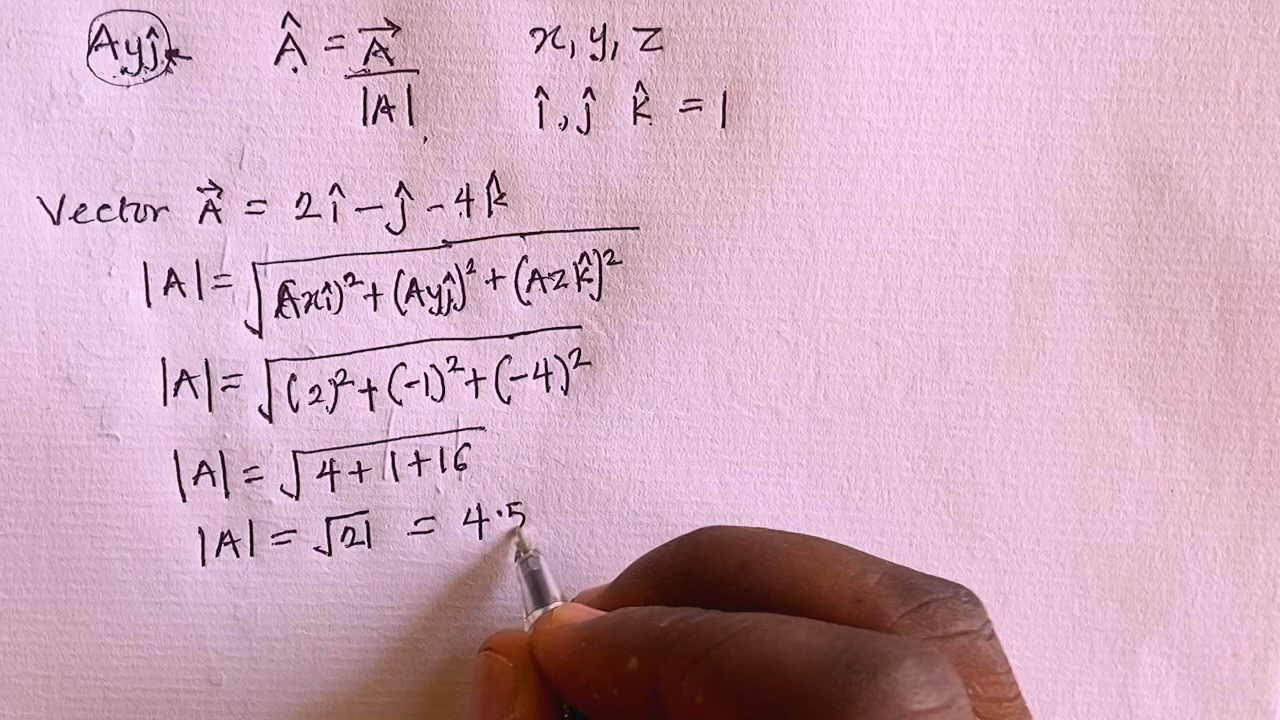 Ayĵ
Â = A⃗ / |A|
x, y, z
î, ĵ k̂ = 1
Vector A⃗ = 2î - ĵ - 4k̂
|A| = √(Axî)² + (Ayĵ)² + (Azk̂)²
|A| = √(2)² + (-1)² + (-4)²
|A| = √4 + 1 + 16
|A| = √21 = 4.5